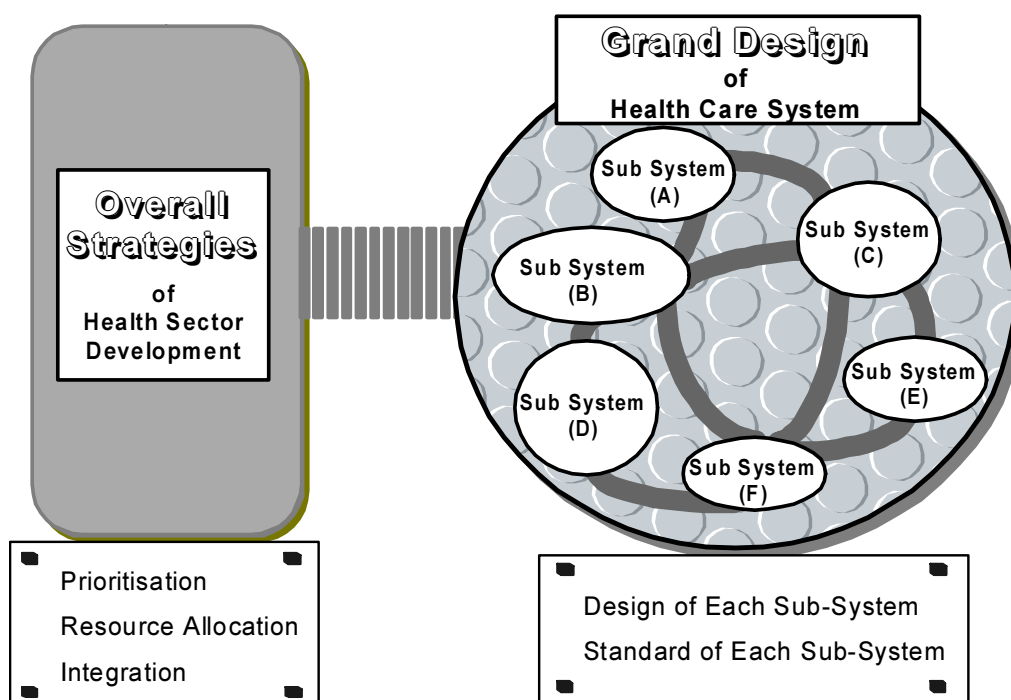 Overall
Strategies
of
Health Sector
Development
Prioritisation
Resource Allocation
Integration
Grand Design
of
Health Care System
Sub System
(A)
Sub System
(B)
Sub System
(C)
Sub System
(D)
Sub System
(E)
Sub System
(F)
Design of Each Sub-System
Standard of Each Sub-System